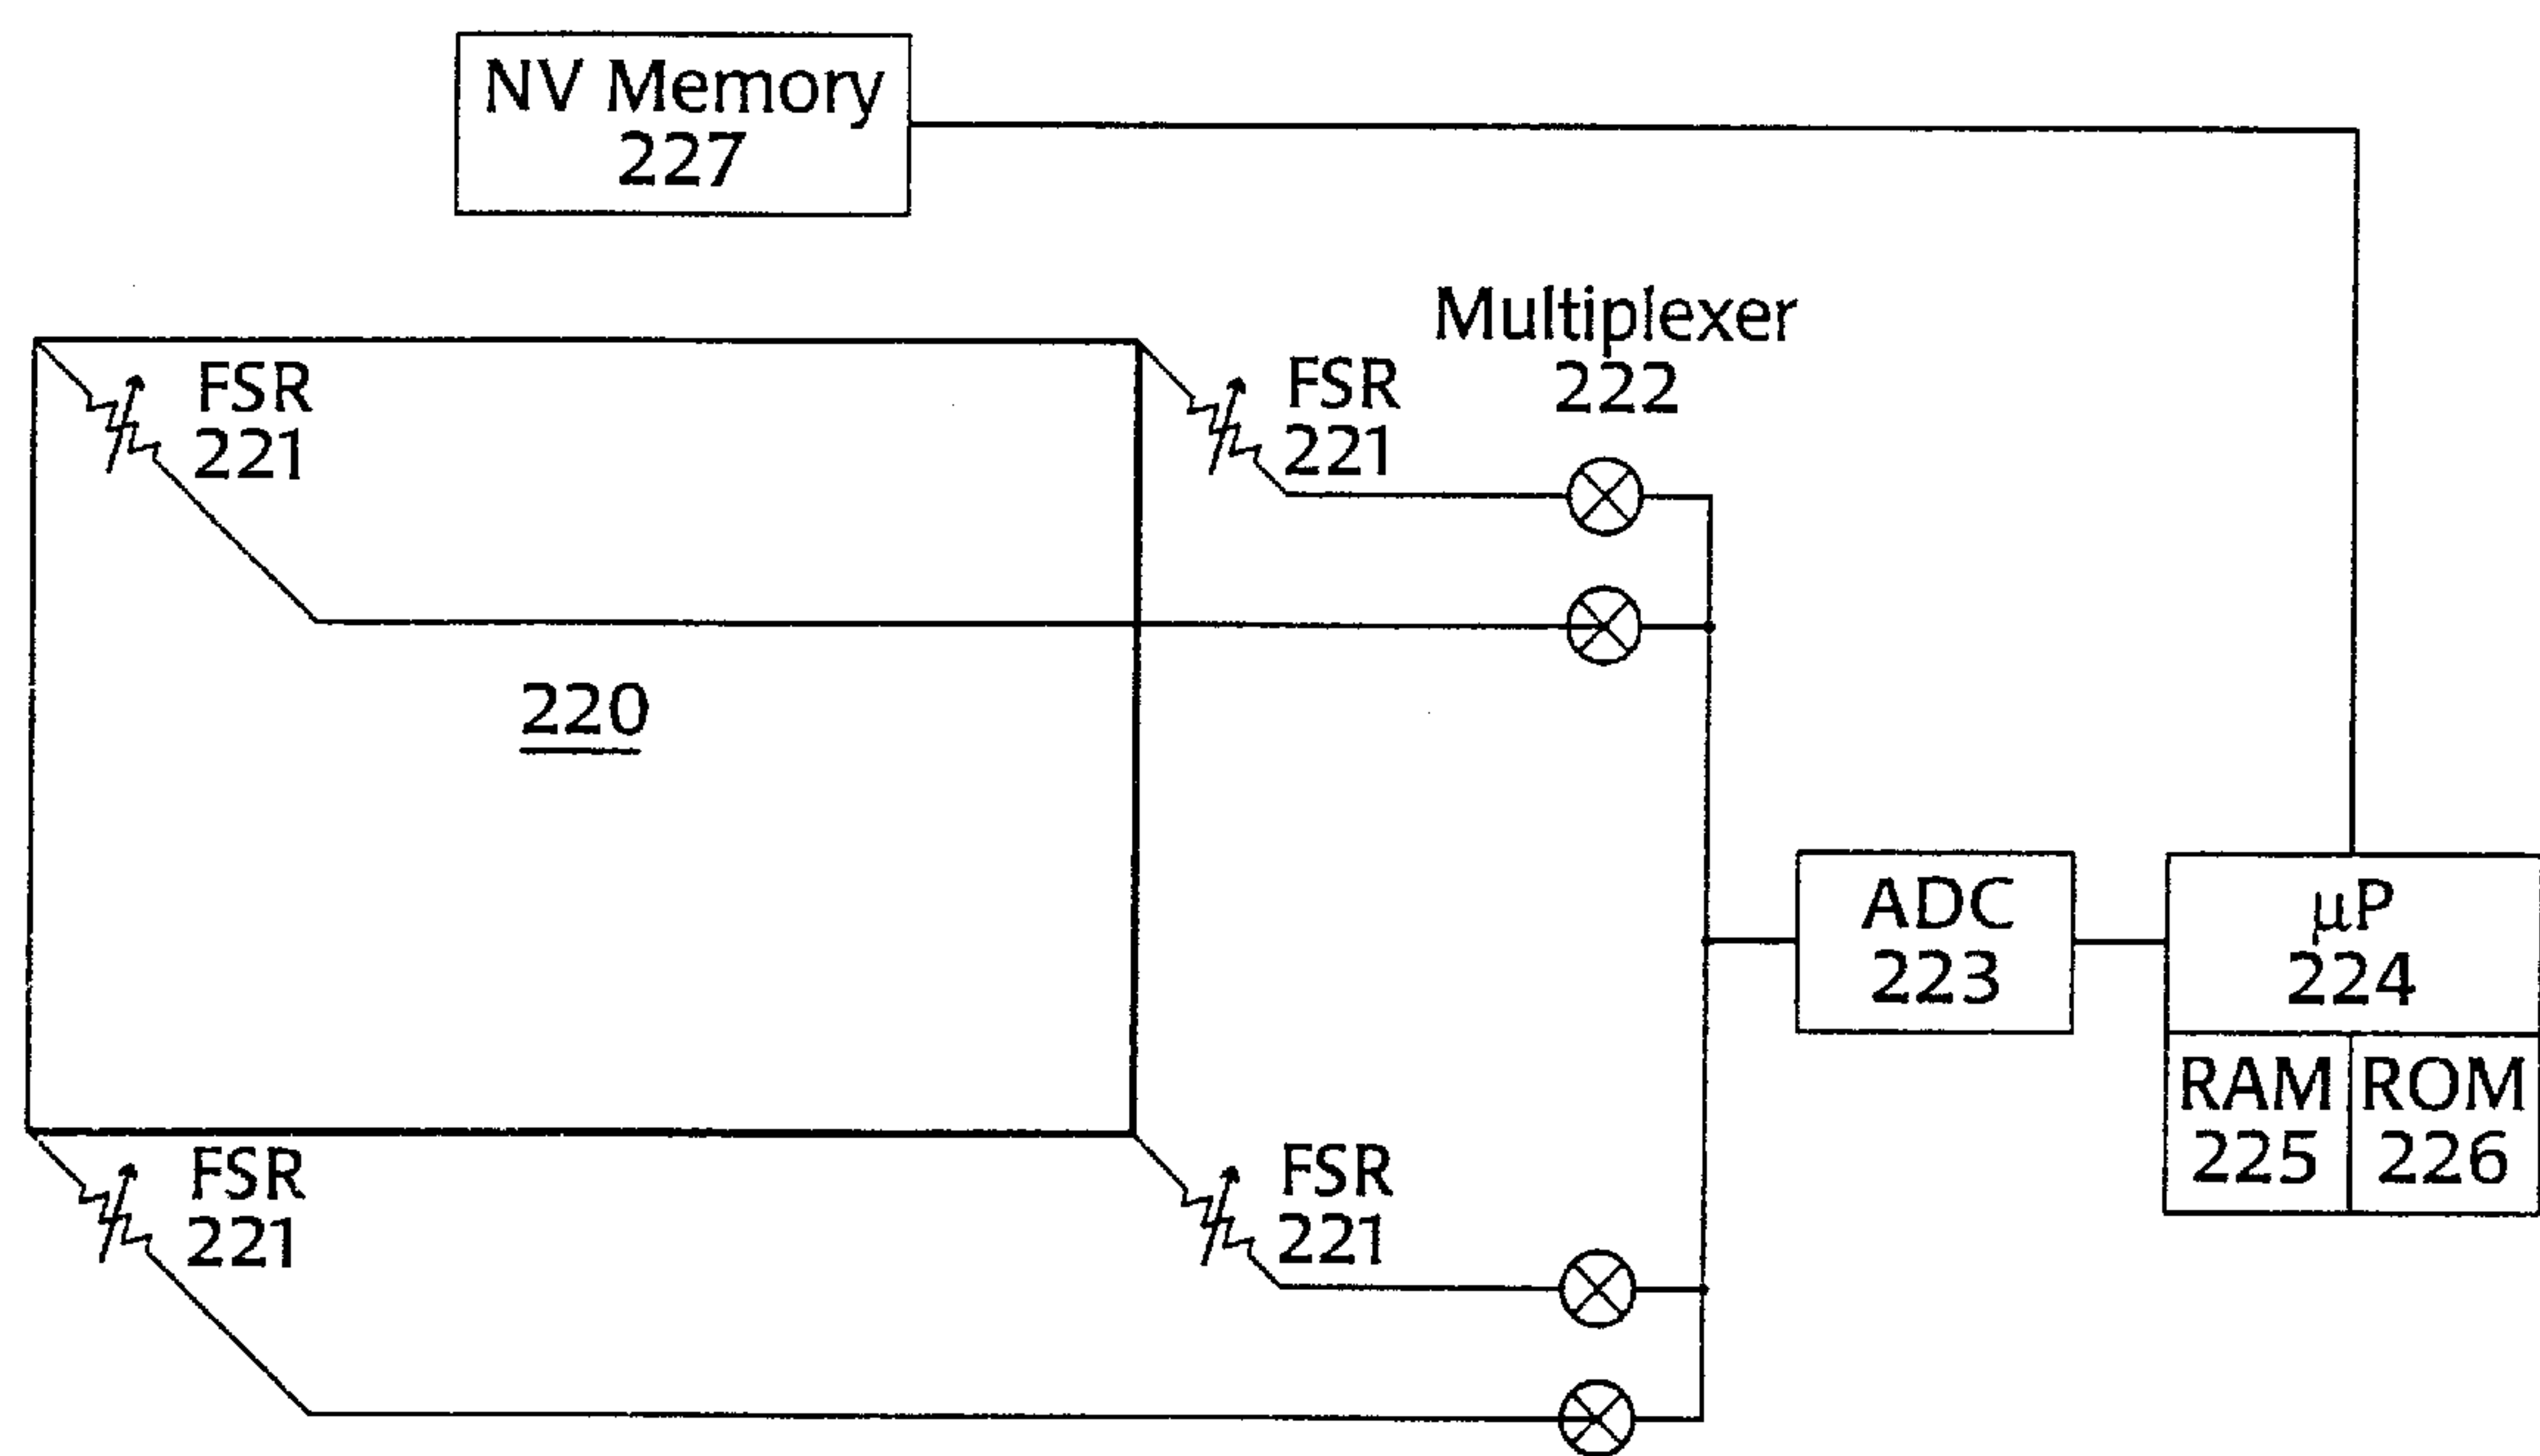 NV Memory
227
Multiplexer
222
FSR
221
FSR
221
220
ADC
223
µP
224
RAM
225
ROM
226
FSR
221
FSR
221